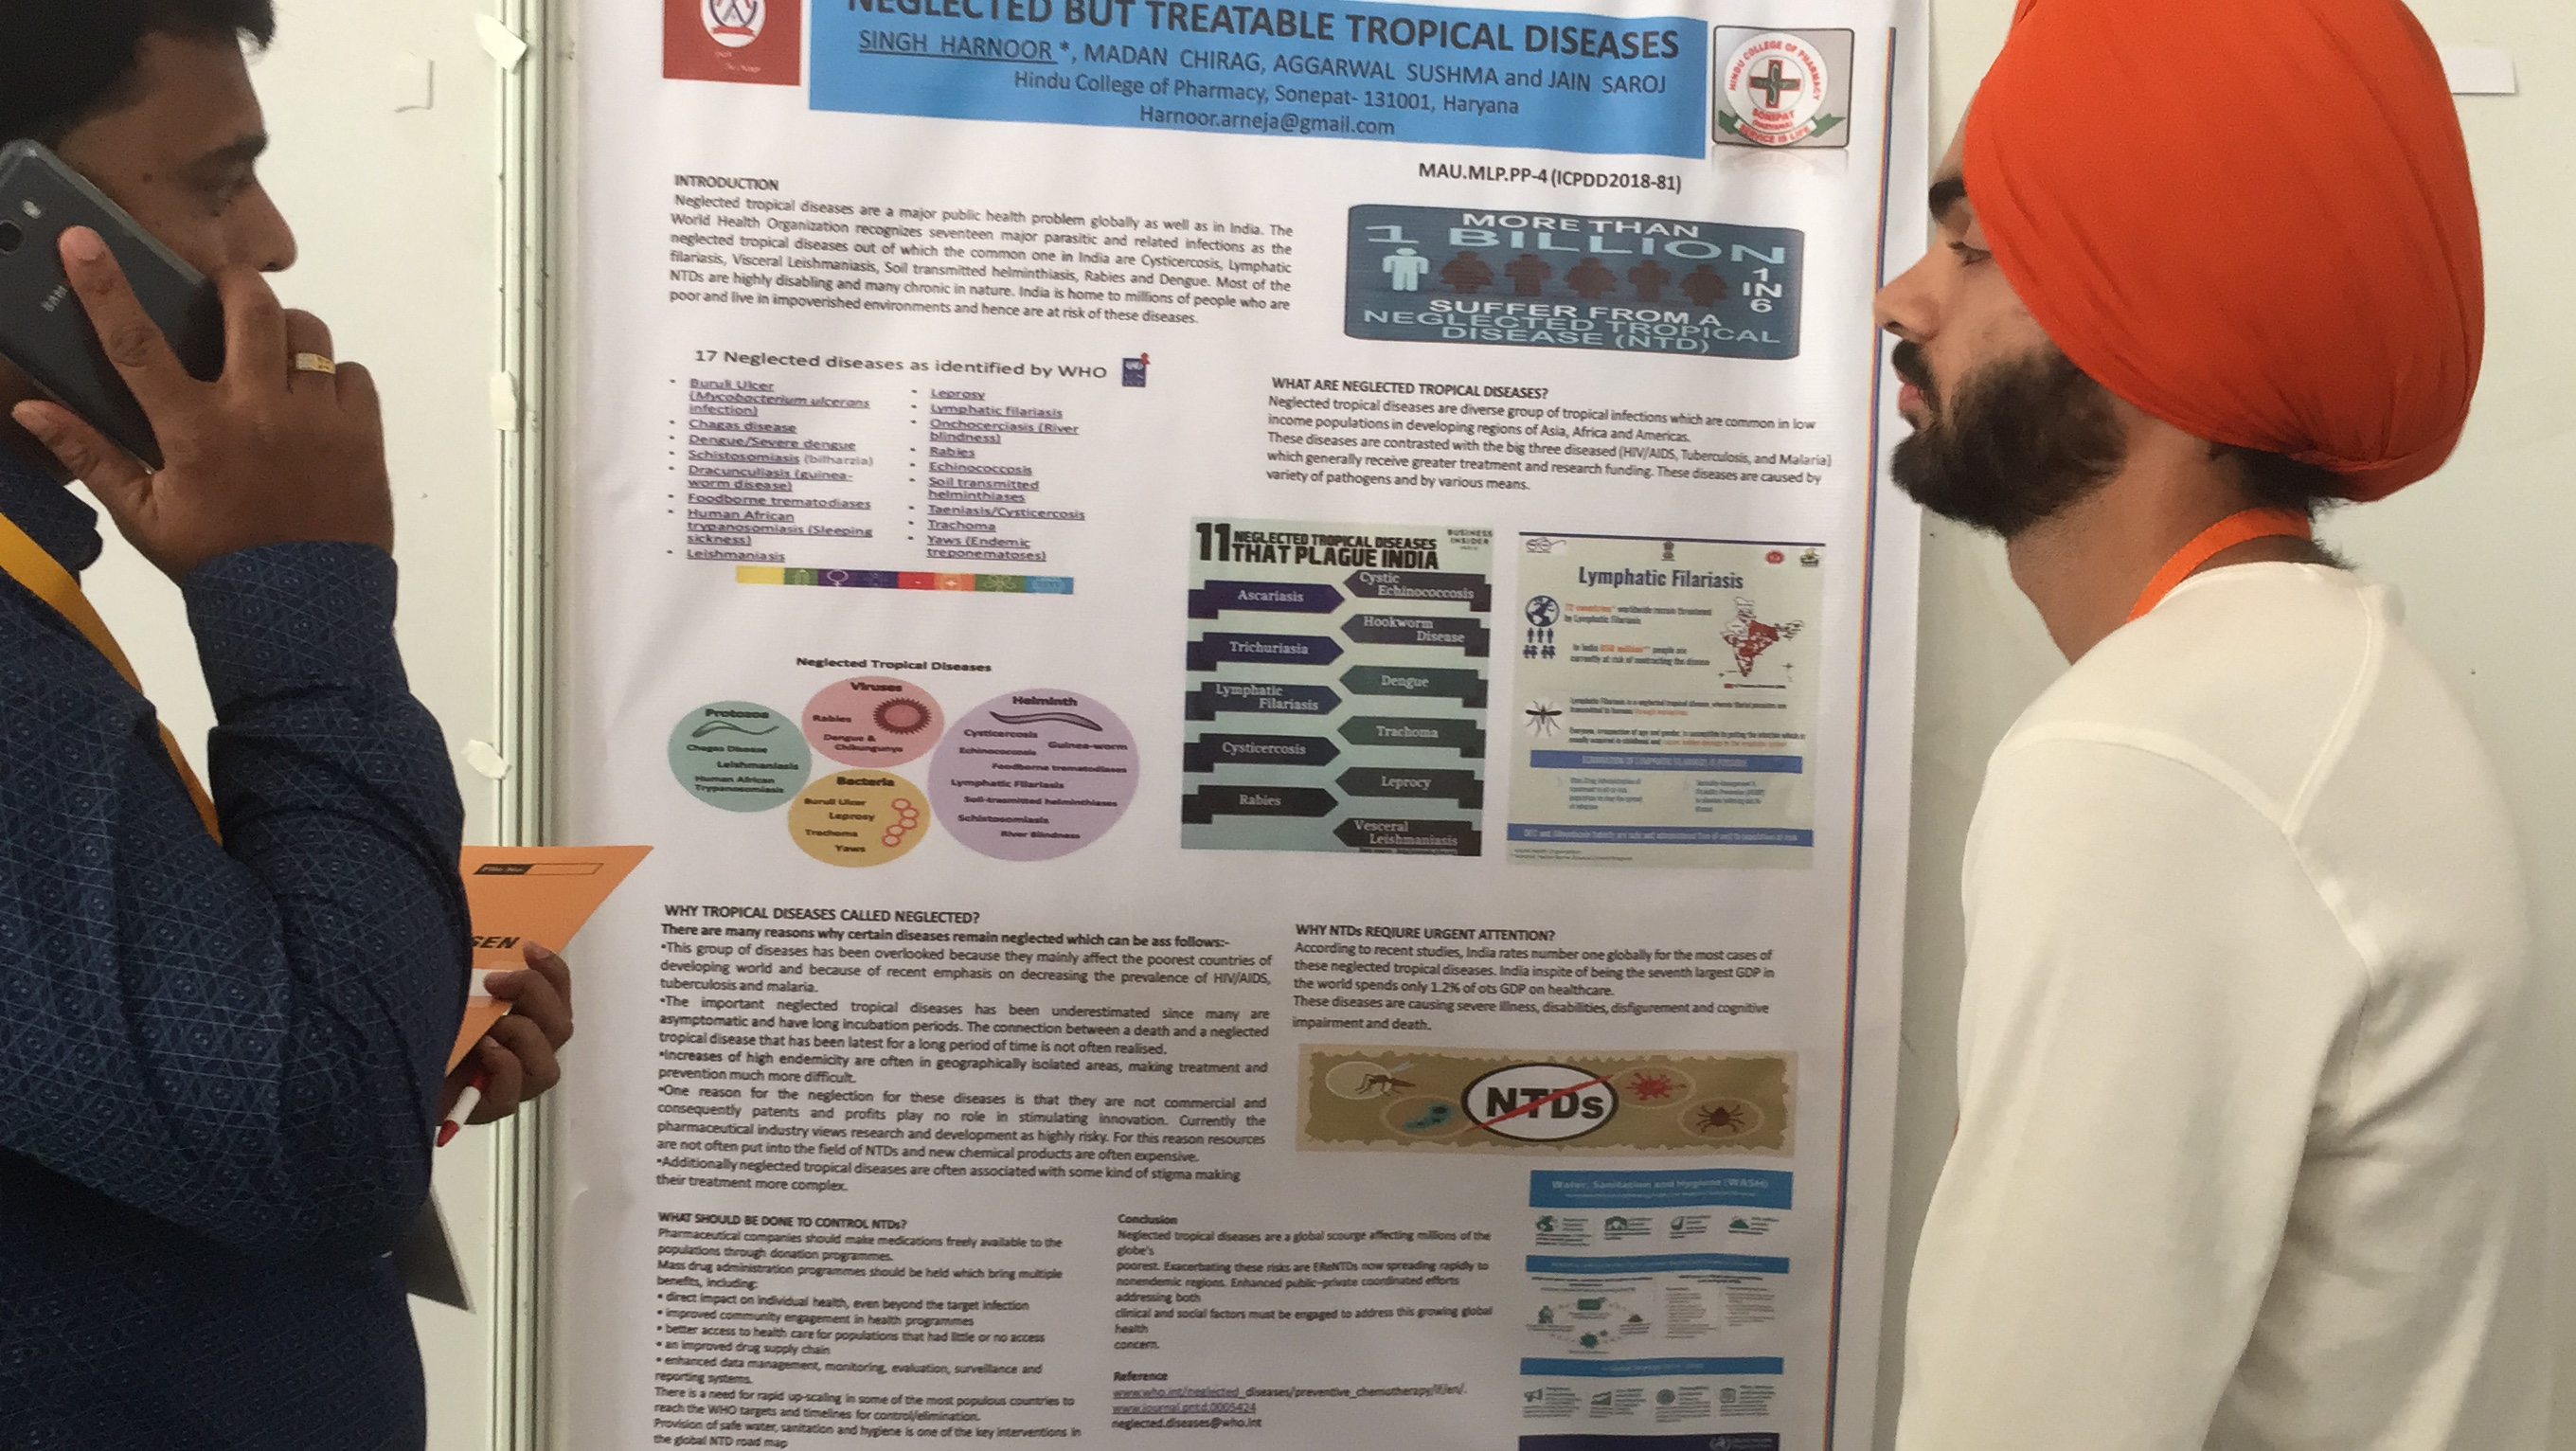 NEGLECTED BUT TREATABLE TROPICAL DISEASES
SINGH HARNOOR *, MADAN CHIRAG, AGGARWAL SUSHMA and JAIN SAROJ
Hindu College of Pharmacy, Sonepat- 131001, Haryana
Harnoor.arneja@gmail.com
HINDU COLLEGE OF PHARMACY
SONIPAT
SERVICE IS LIFE
MAU.MLP.PP-4 (ICPDD2018-81)
INTRODUCTION
Neglected tropical diseases are a major public health problem globally as well as in India. The
World Health Organization recognizes seventeen major parasitic and related infections as the
neglected tropical diseases out of which the common one in India are Cysticercosis, Lymphatic
filariasis, Visceral Leishmaniasis, Soil transmitted helminthiasis, Rabies and Dengue. Most of the
NTDs are highly disabling and many chronic in nature. India is home to millions of people who are
poor and live in impoverished environments and hence are at risk of these diseases.
MORE THAN
1 BILLION
1
IN
6
SUFFER FROM A
NEGLECTED TROPICAL
DISEASE (NTD)
17 Neglected diseases as identified by WHO
• Buruli Ulcer
(Mycobacterium ulcerans
infection)
• Chagas disease
• Dengue/Severe dengue
• Schistosomiasis (bilharzia)
• Dracunculiasis (guinea-
worm disease)
• Foodborne trematodiases
• Human African
trypanosomiasis (Sleeping
sickness)
• Leishmaniasis
• Leprosy
• Lymphatic filariasis
• Onchocerciasis (River
blindness)
• Rabies
• Echinococcosis
• Soil transmitted
helminthiases
• Taeniasis/Cysticercosis
• Trachoma
• Yaws (Endemic
treponematoses)
WHAT ARE NEGLECTED TROPICAL DISEASES?
Neglected tropical diseases are diverse group of tropical infections which are common in low
income populations in developing regions of Asia, Africa and Americas.
These diseases are contrasted with the big three diseased (HIV/AIDS, Tuberculosis, and Malaria)
which generally receive greater treatment and research funding. These diseases are caused by
variety of pathogens and by various means.
Neglected Tropical Diseases
Protozoa
Chagas Disease
Leishmaniasis
Human African
Trypanosomiasis
Viruses
Rabies
Dengue &
Chikungunya
Bacteria
Buruli Ulcer
Leprosy
Trachoma
Yaws
Helminth
Cysticercosis
Echinococcosis Guinea-worm
Foodborne trematodiases
Lymphatic Filariasis
Soil-trasmitted helminthiases
Schistosomiasis
River Blindness
11 NEGLECTED TROPICAL DISEASES
THAT PLAGUE INDIA
BUSINESS
INSIDER
Ascariasis
Cystic
Echinococcosis
Trichuriasia
Hookworm
Disease
Lymphatic
Filariasis
Dengue
Cysticercosis
Trachoma
Rabies
Leprocy
Vesceral
Leishmaniasis
Lymphatic Filariasis
worldwide remain threatened
by Lymphatic Filariasis
people are
currently at risk of contracting the disease
WHY TROPICAL DISEASES CALLED NEGLECTED?
There are many reasons why certain diseases remain neglected which can be ass follows:-
•This group of diseases has been overlooked because they mainly affect the poorest countries of
developing world and because of recent emphasis on decreasing the prevalence of HIV/AIDS,
tuberculosis and malaria.
•The important neglected tropical diseases has been underestimated since many are
asymptomatic and have long incubation periods. The connection between a death and a neglected
tropical disease that has been latest for a long period of time is not often realised.
•Increases of high endemicity are often in geographically isolated areas, making treatment and
prevention much more difficult.
•One reason for the neglection for these diseases is that they are not commercial and
consequently patents and profits play no role in stimulating innovation. Currently the
pharmaceutical industry views research and development as highly risky. For this reason resources
are not often put into the field of NTDs and new chemical products are often expensive.
•Additionally neglected tropical diseases are often associated with some kind of stigma making
their treatment more complex.
WHY NTDs REQIURE URGENT ATTENTION?
According to recent studies, India rates number one globally for the most cases of
these neglected tropical diseases. India inspite of being the seventh largest GDP in
the world spends only 1.2% of ots GDP on healthcare.
These diseases are causing severe illness, disabilities, disfigurement and cognitive
impairment and death.
NTDs
WHAT SHOULD BE DONE TO CONTROL NTDs?
Pharmaceutical companies should make medications freely available to the
populations through donation programmes.
Mass drug administration programmes should be held which bring multiple
benefits, including:
• direct impact on individual health, even beyond the target infection
• improved community engagement in health programmes
• better access to health care for populations that had little or no access
• an improved drug supply chain
• enhanced data management, monitoring, evaluation, surveillance and
reporting systems.
There is a need for rapid up-scaling in some of the most populous countries to
reach the WHO targets and timelines for control/elimination.
Provision of safe water, sanitation and hygiene is one of the key interventions in
the global NTD road map
Conclusion
Neglected tropical diseases are a global scourge affecting millions of the
globe's
poorest. Exacerbating these risks are EReNTDs now spreading rapidly to
nonendemic regions. Enhanced public–private coordinated efforts
addressing both
clinical and social factors must be engaged to address this growing global
health
concern.
Reference
www.who.int/neglected_diseases/preventive_chemotherapy/lf/en/.
www.journal.pntd.0005424
neglected.diseases@who.int
Water, Sanitation and Hygiene (WASH)
File No.
SEN